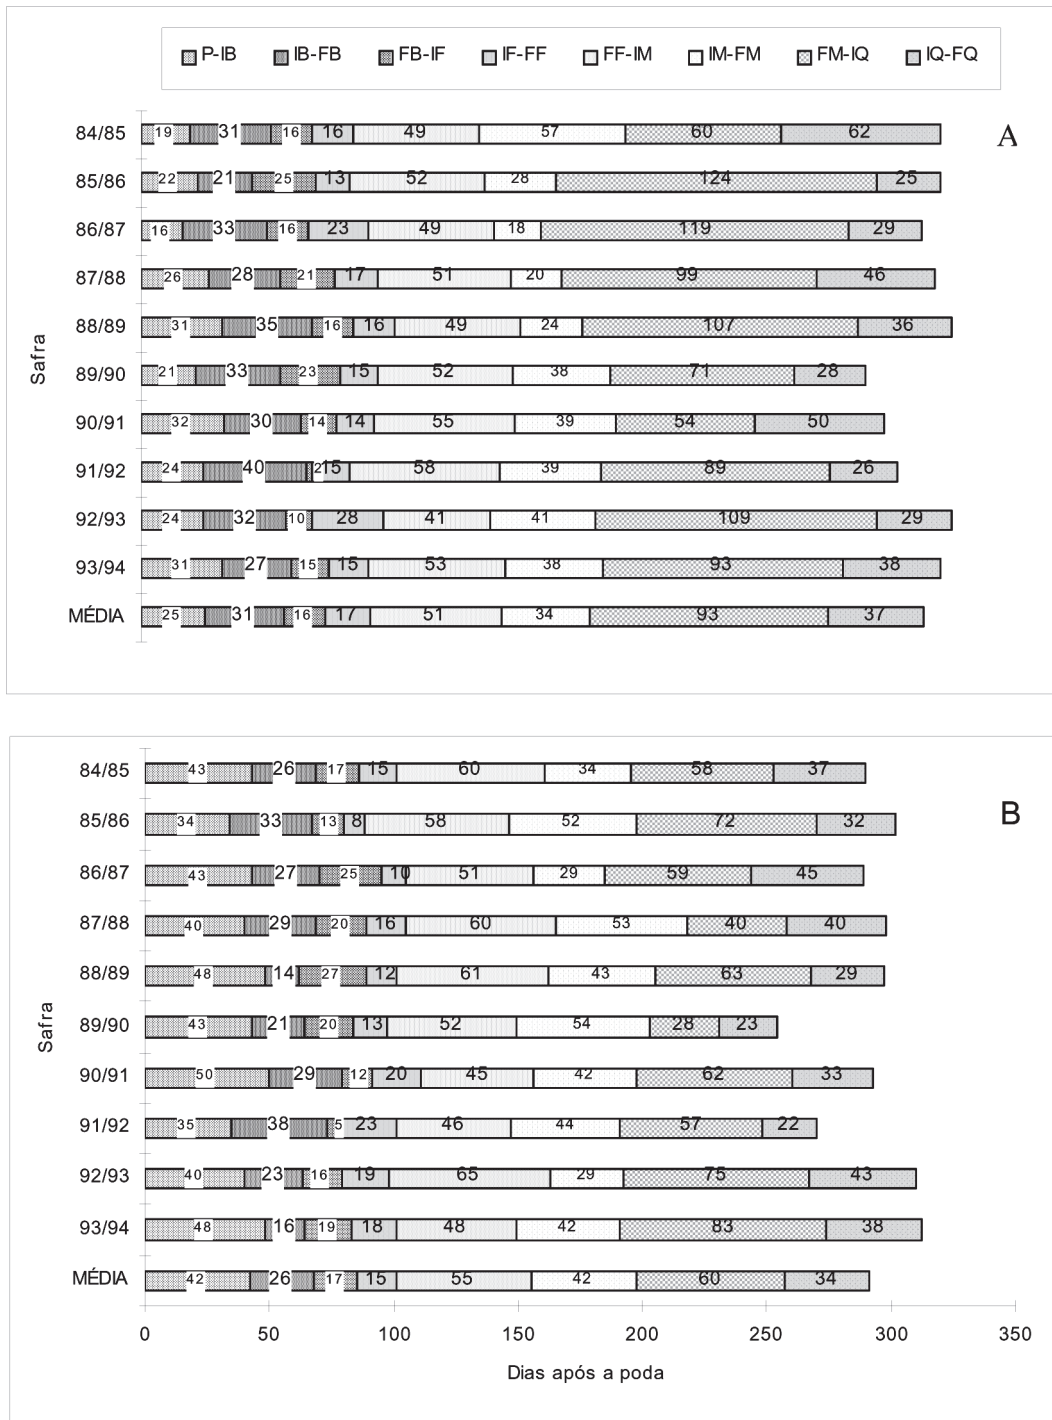 P-IB IB-FB FB-IF IF-FF FF-IM IM-FM FM-IQ IQ-FQ
A
Safra
84/85 19 31 16 16 49 57 60 62
85/86 22 21 25 13 52 28 124 25
86/87 16 33 16 23 49 18 119 29
87/88 26 28 21 17 51 20 99 46
88/89 31 35 16 16 49 24 107 36
89/90 21 33 23 15 52 38 71 28
90/91 32 30 14 14 55 39 54 50
91/92 24 40 2 15 58 39 89 26
92/93 24 32 10 28 41 41 109 29
93/94 31 27 15 15 53 38 93 38
MÉDIA 25 31 16 17 51 34 93 37
B
Safra
84/85 43 26 17 15 60 34 58 37
85/86 34 33 13 8 58 52 72 32
86/87 43 27 25 10 51 29 59 45
87/88 40 29 20 16 60 53 40 40
88/89 48 14 27 12 61 43 63 29
89/90 43 21 20 13 52 54 28 23
90/91 50 29 12 20 45 42 62 33
91/92 35 38 5 23 46 44 57 22
92/93 40 23 16 19 65 29 75 43
93/94 48 16 19 18 48 42 83 38
MÉDIA 42 26 17 15 55 42 60 34
0 50 100 150 200 250 300 350
Dias após a poda